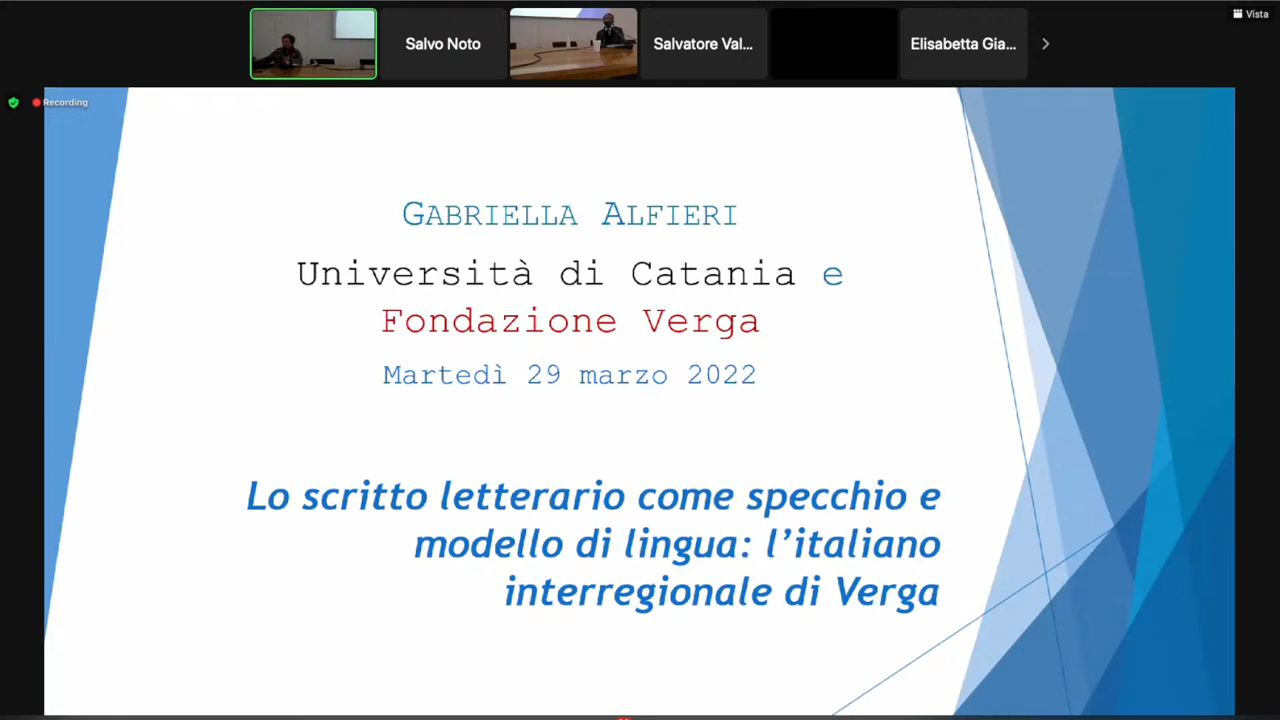 Vista
Salvo Noto
Salvatore Val...
Elisabetta Gia...
Recording
GABRIELLA ALFIERI
Università di Catania e
Fondazione Verga
Martedì 29 marzo 2022
Lo scritto letterario come specchio e
modello di lingua: l’italiano
interregionale di Verga